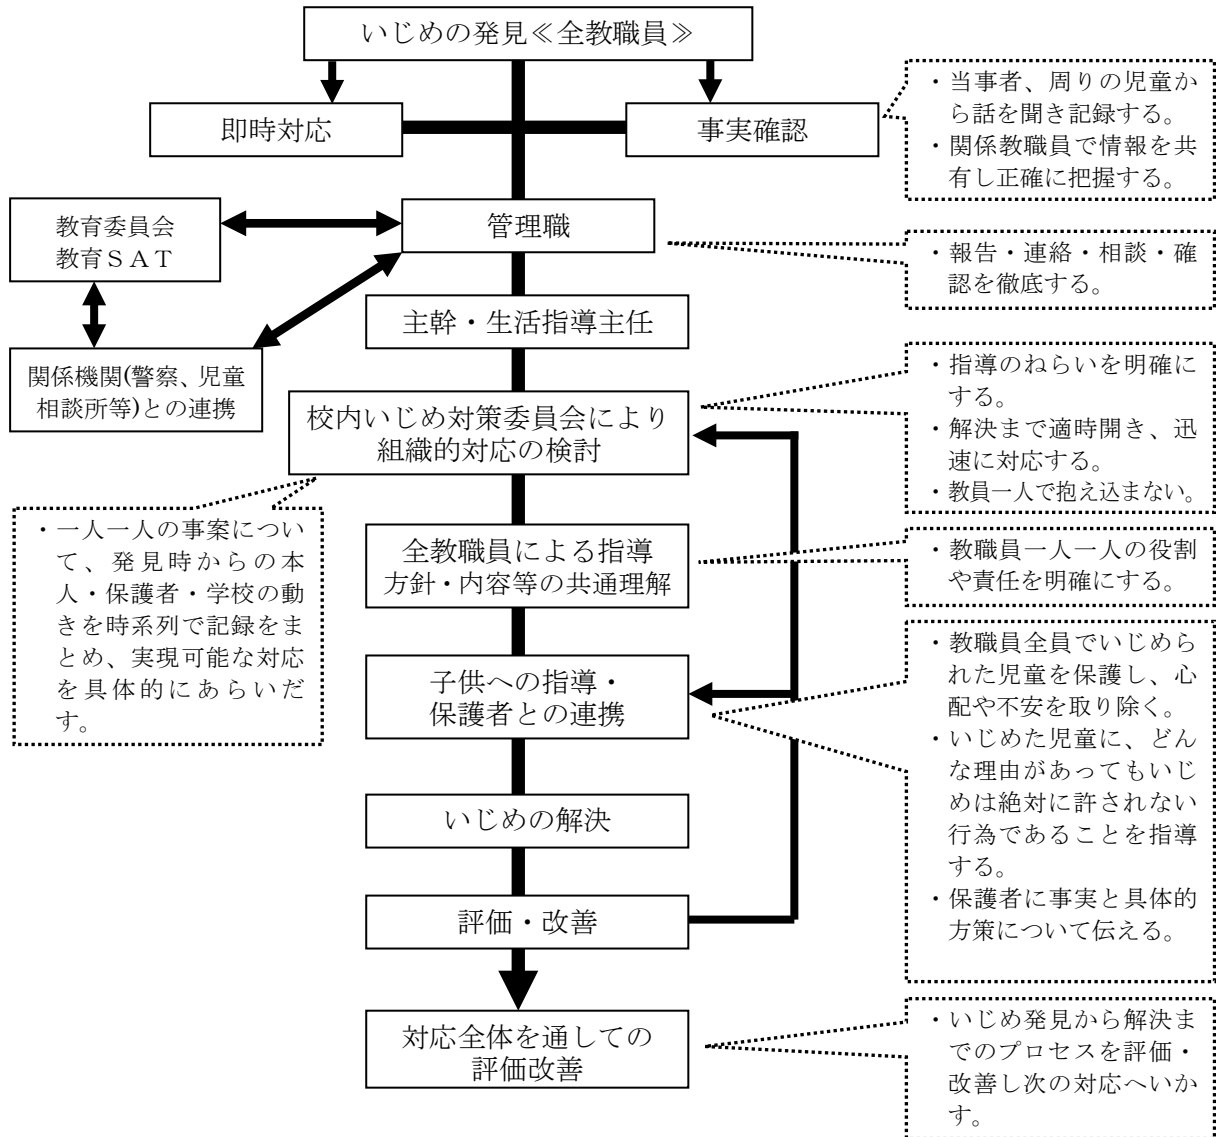 いじめの発見≪全教職員≫
即時対応
事実確認
・当事者、周りの児童か
ら話を聞き記録する。
・関係教職員で情報を共
有し正確に把握する。
教育委員会
教育ＳＡＴ
管理職
・報告・連絡・相談・確
認を徹底する。
主幹・生活指導主任
関係機関(警察、児童
相談所等)との連携
校内いじめ対策委員会により
組織的対応の検討
・指導のねらいを明確に
する。
・解決まで適時開き、迅
速に対応する。
・教員一人で抱え込まない。
・一人一人の事案につい
て、発見時からの本
人・保護者・学校の動
きを時系列で記録をま
とめ、実現可能な対応
を具体的にあらいだ
す。
全教職員による指導
方針・内容等の共通理解
・教職員一人一人の役割
や責任を明確にする。
子供への指導・
保護者との連携
・教職員全員でいじめら
れた児童を保護し、心
配や不安を取り除く。
・いじめた児童に、どん
な理由があってもいじ
めは絶対に許されない
行為であることを指導
する。
・保護者に事実と具体的
方策について伝える。
いじめの解決
評価・改善
対応全体を通しての
評価改善
・いじめ発見から解決ま
でのプロセスを評価・
改善し次の対応へいか
す。